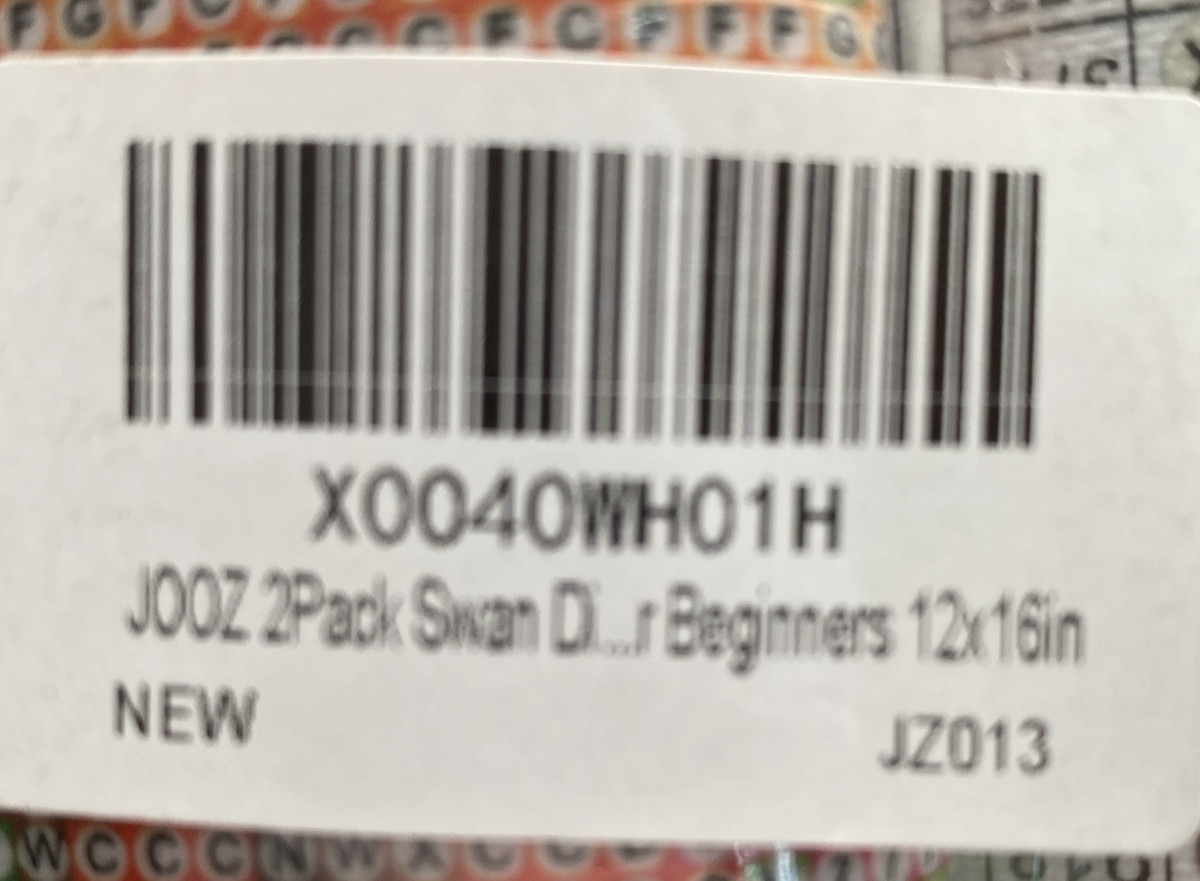 F G F C
C C C E C F F F G
X0040WH01H
JOOZ 2Pack Swan Di...r Beginners 12x16in
NEW JZ013
W C C C N W X C C